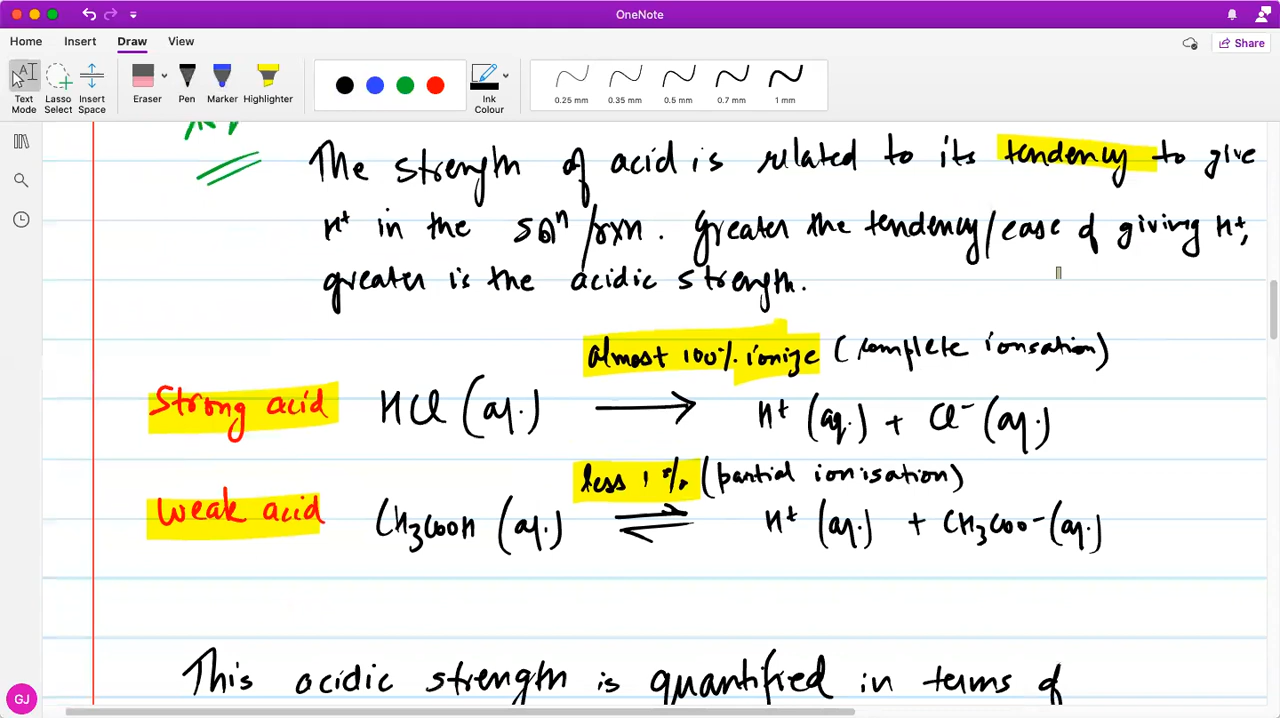 OneNote
Home Insert Draw View
Share
Text Mode
Lasso Select
Insert Space
Eraser
Pen
Marker
Highlighter
Ink Colour
0.25 mm 0.35 mm 0.5 mm 0.7 mm 1 mm
The strength of acid is related to its tendency to give
H⁺ in the solⁿ/rxn. Greater the tendency/ease of giving H⁺,
greater is the acidic strength.
almost 100% ionize (complete ionsation)
Strong acid HCl (aq.) → H⁺ (aq.) + Cl⁻ (aq.)
less 1% (partial ionisation)
Weak acid CH3COOH (aq.) ⇌ H⁺ (aq.) + CH3COO⁻ (aq.)
This acidic strength is quantified in terms of
GJ